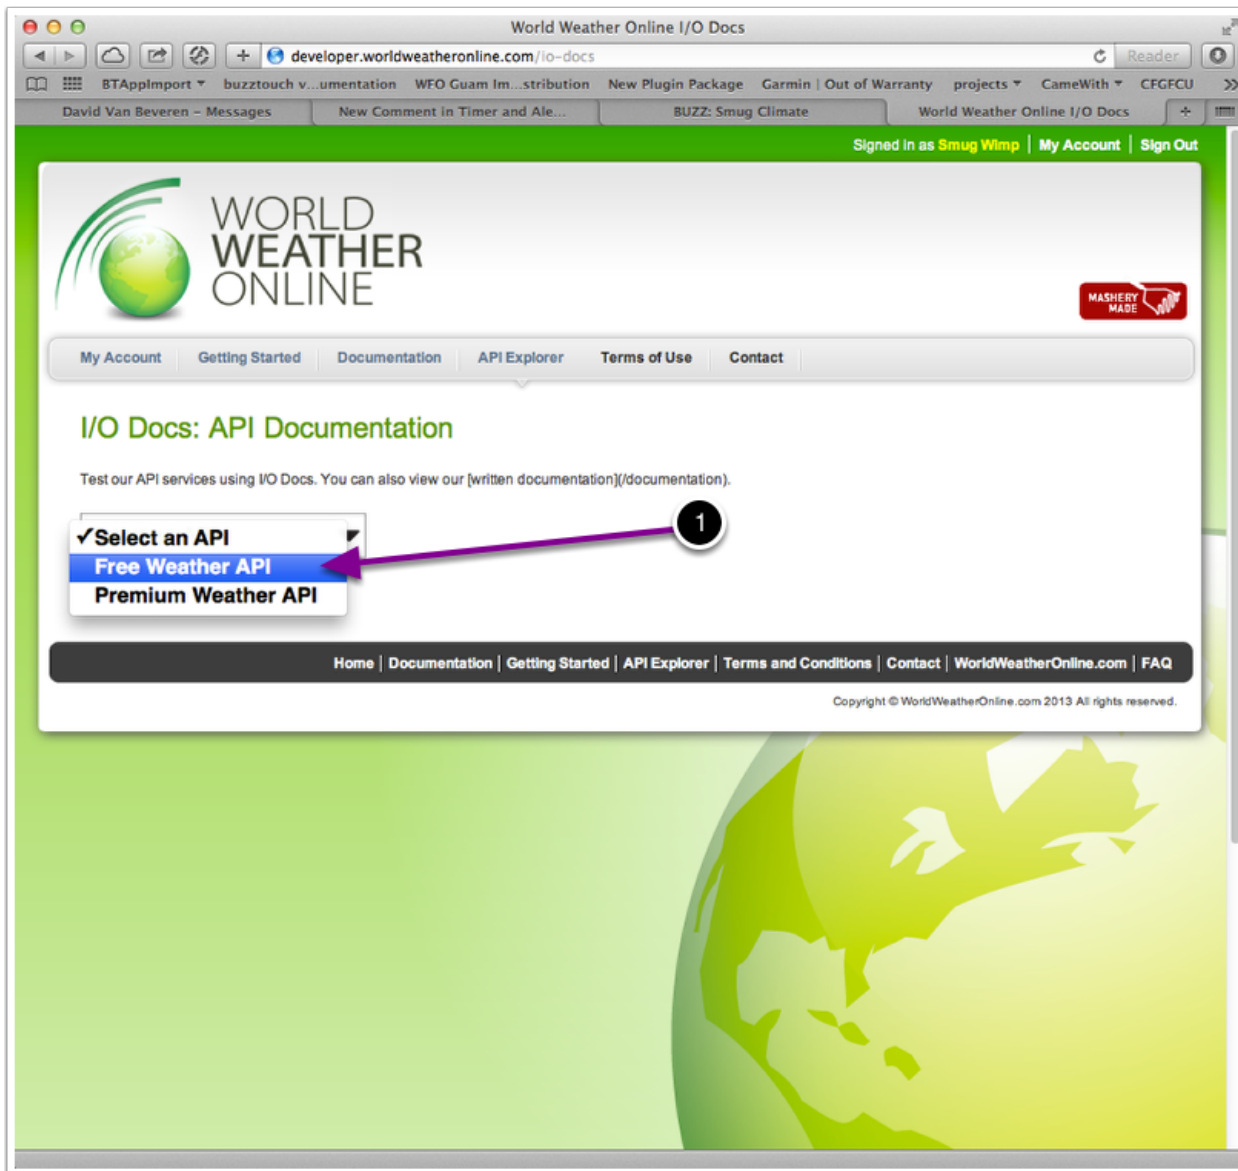 World Weather Online I/O Docs
developer.worldweatheronline.com/io-docs
Reader
BTAppImport buzztouch v...umentation WFO Guam Im...stribution New Plugin Package Garmin | Out of Warranty projects CameWith CFGFCU
David Van Beveren – Messages New Comment in Timer and Ale... BUZZ: Smug Climate World Weather Online I/O Docs
Signed in as Smug Wimp | My Account | Sign Out
WORLD
WEATHER
ONLINE
MASHERY
MADE
My Account Getting Started Documentation API Explorer Terms of Use Contact
I/O Docs: API Documentation
Test our API services using I/O Docs. You can also view our [written documentation](/documentation).
1
✓Select an API
Free Weather API
Premium Weather API
Home | Documentation | Getting Started | API Explorer | Terms and Conditions | Contact | WorldWeatherOnline.com | FAQ
Copyright © WorldWeatherOnline.com 2013 All rights reserved.